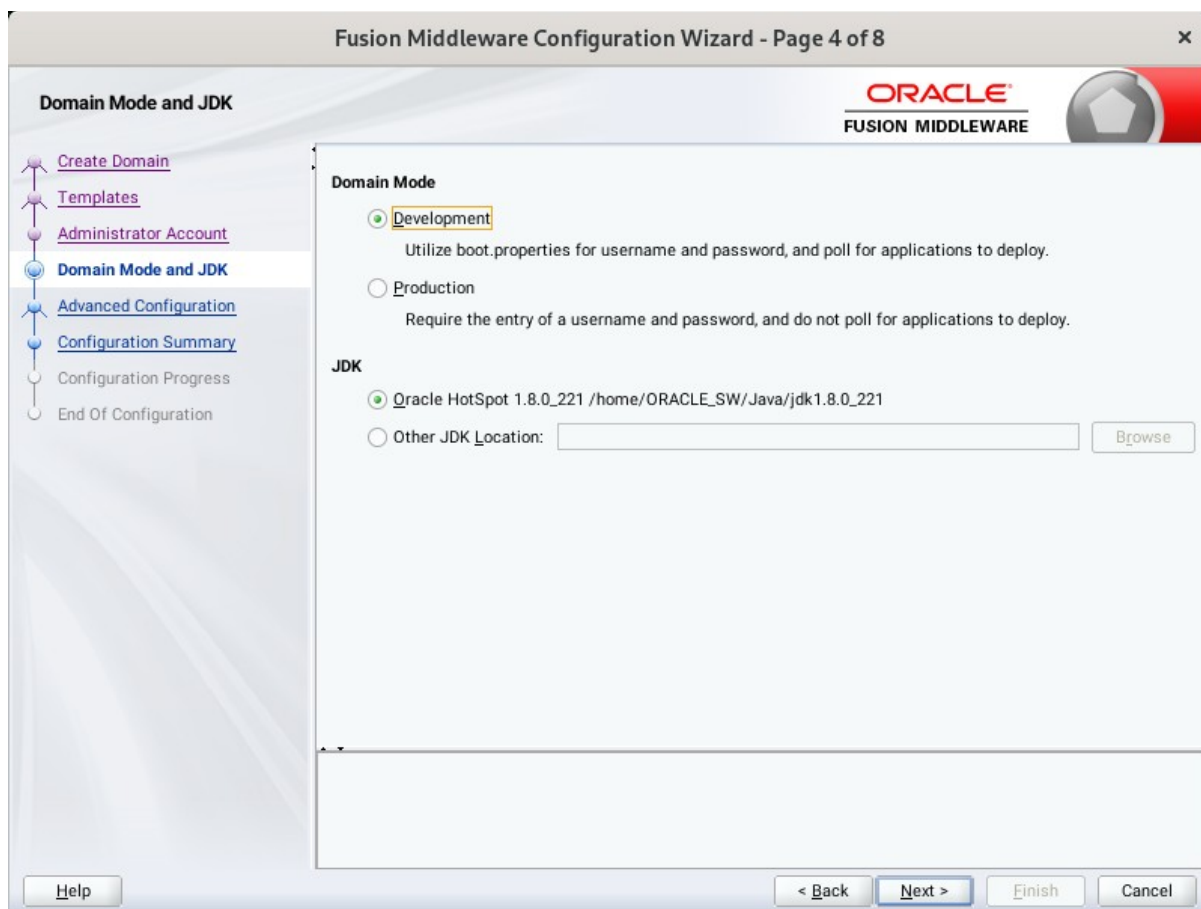 Fusion Middleware Configuration Wizard - Page 4 of 8
×
Domain Mode and JDK
ORACLE
FUSION MIDDLEWARE
Create Domain
Templates
Administrator Account
Domain Mode and JDK
Advanced Configuration
Configuration Summary
Configuration Progress
End Of Configuration
Domain Mode
Development
Utilize boot.properties for username and password, and poll for applications to deploy.
Production
Require the entry of a username and password, and do not poll for applications to deploy.
JDK
Oracle HotSpot 1.8.0_221 /home/ORACLE_SW/Java/jdk1.8.0_221
Other JDK Location:
Browse
Help
< Back
Next >
Finish
Cancel